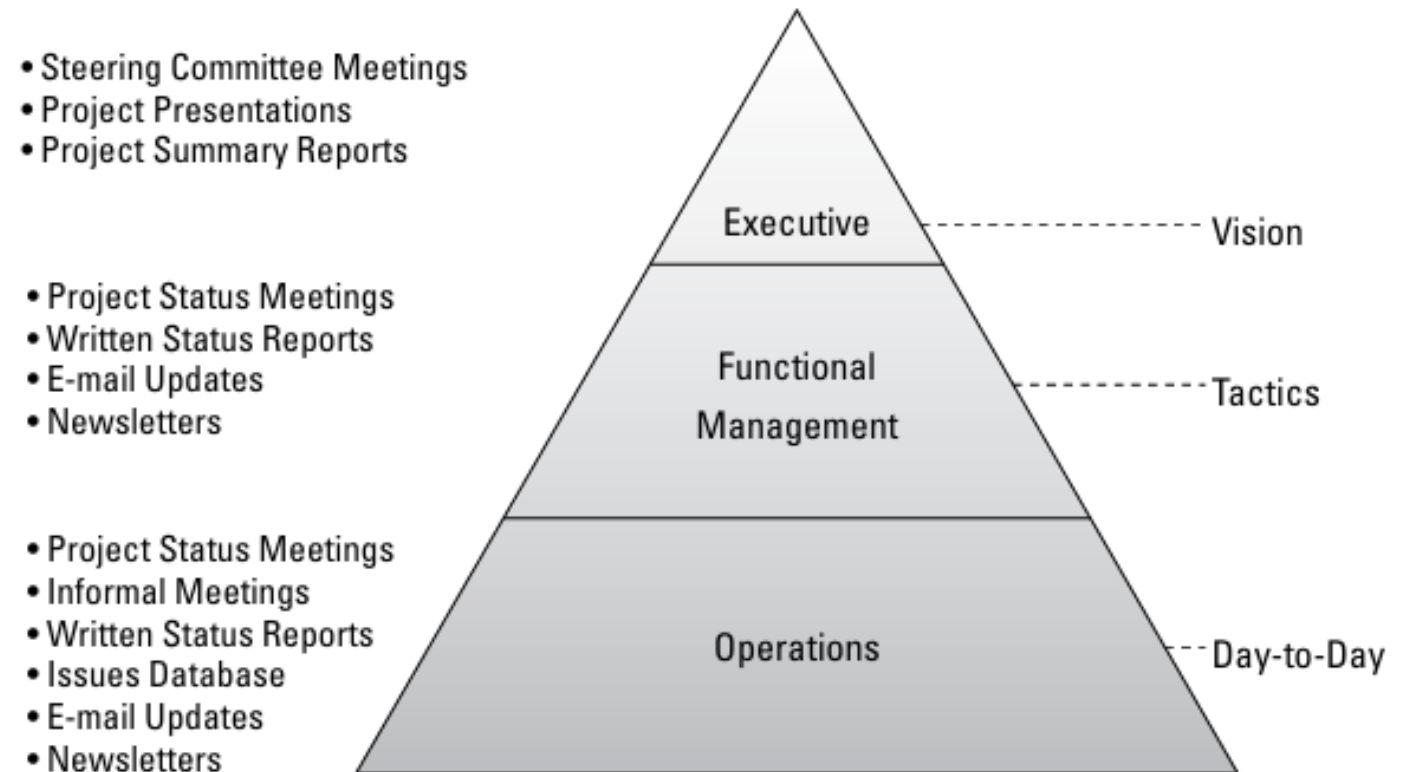 • Steering Committee Meetings
• Project Presentations
• Project Summary Reports
Executive
Vision
• Project Status Meetings
• Written Status Reports
• E-mail Updates
• Newsletters
Functional
Management
Tactics
• Project Status Meetings
• Informal Meetings
• Written Status Reports
• Issues Database
• E-mail Updates
• Newsletters
Operations
Day-to-Day